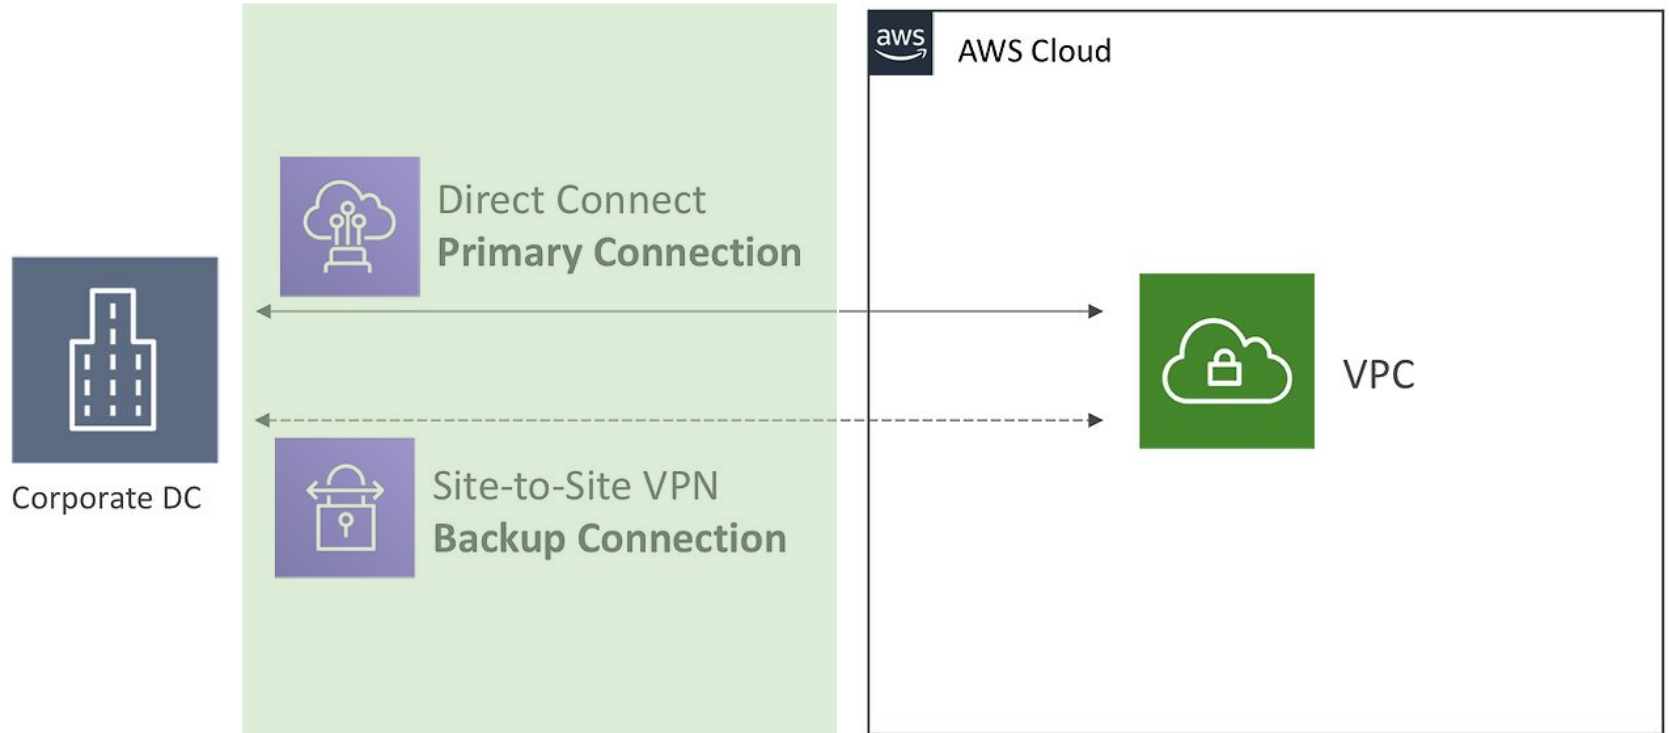 aws
AWS Cloud
Direct Connect
Primary Connection
VPC
Corporate DC
Site-to-Site VPN
Backup Connection